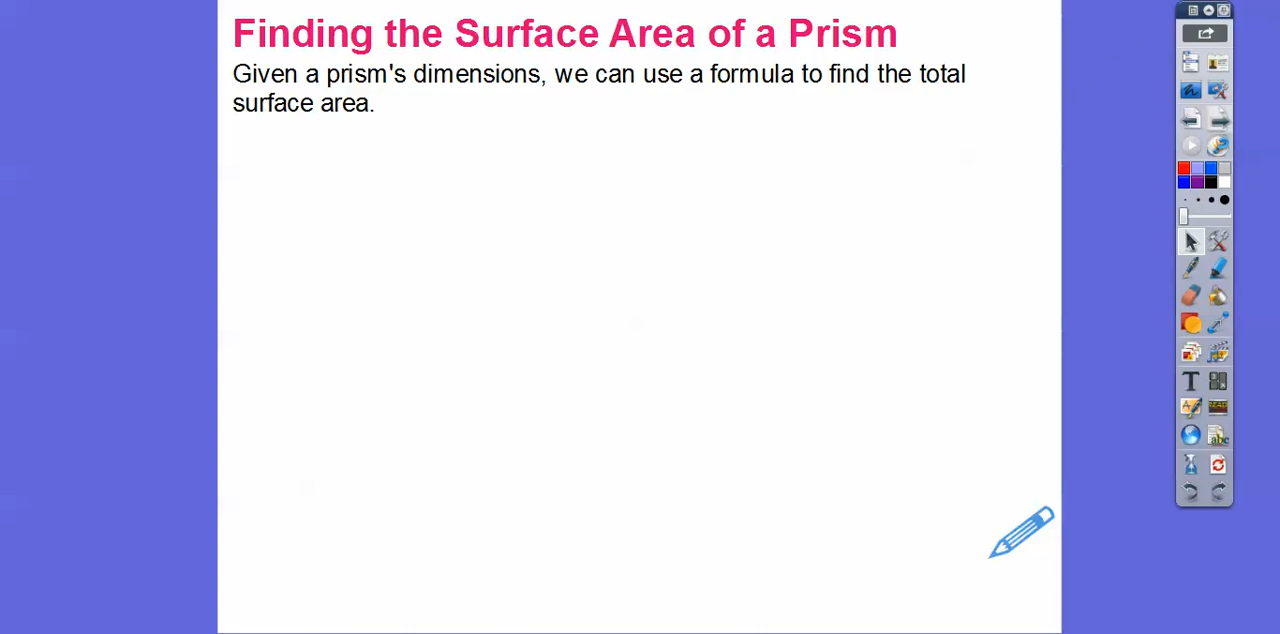 Finding the Surface Area of a Prism
Given a prism's dimensions, we can use a formula to find the total
surface area.